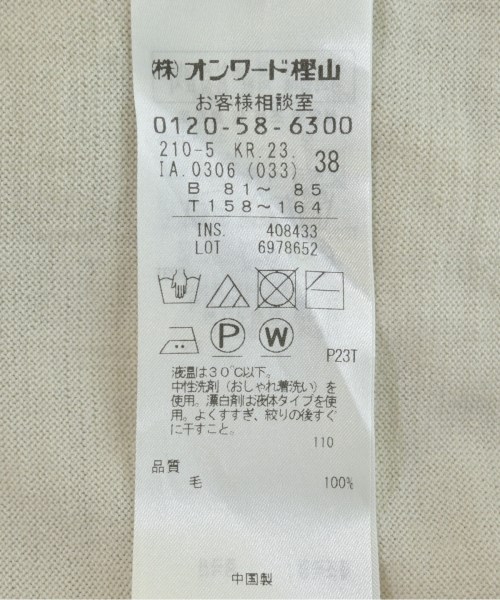 (株)オンワード樫山
お客様相談室
0120-58-6300
210-5 KR.23. 38
IA.0306 (033)
B 81～ 85
T158～164
INS. 408433
LOT 6978652
P W
P23T
液温は30℃以下。
中性洗剤（おしゃれ着洗い）を
使用。漂白剤は液体タイプを使
用。よくすすぎ、絞りの後すぐ
に干すこと。
110
品質
毛 100%
中国製